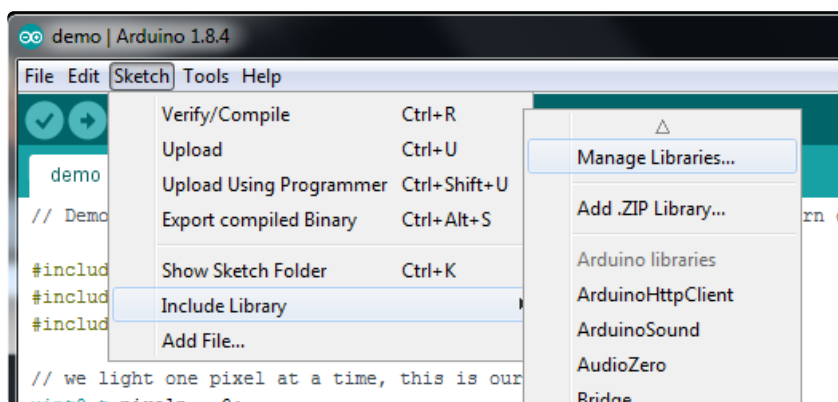 demo | Arduino 1.8.4
File Edit Sketch Tools Help
Verify/Compile Ctrl+R
Upload Ctrl+U
Upload Using Programmer Ctrl+Shift+U
Export compiled Binary Ctrl+Alt+S
Show Sketch Folder Ctrl+K
Include Library
Add File...
Manage Libraries...
Add .ZIP Library...
Arduino libraries
ArduinoHttpClient
ArduinoSound
AudioZero
Bridge
demo
// Demo
rn
#includ
#includ
#includ
// we light one pixel at a time, this is our